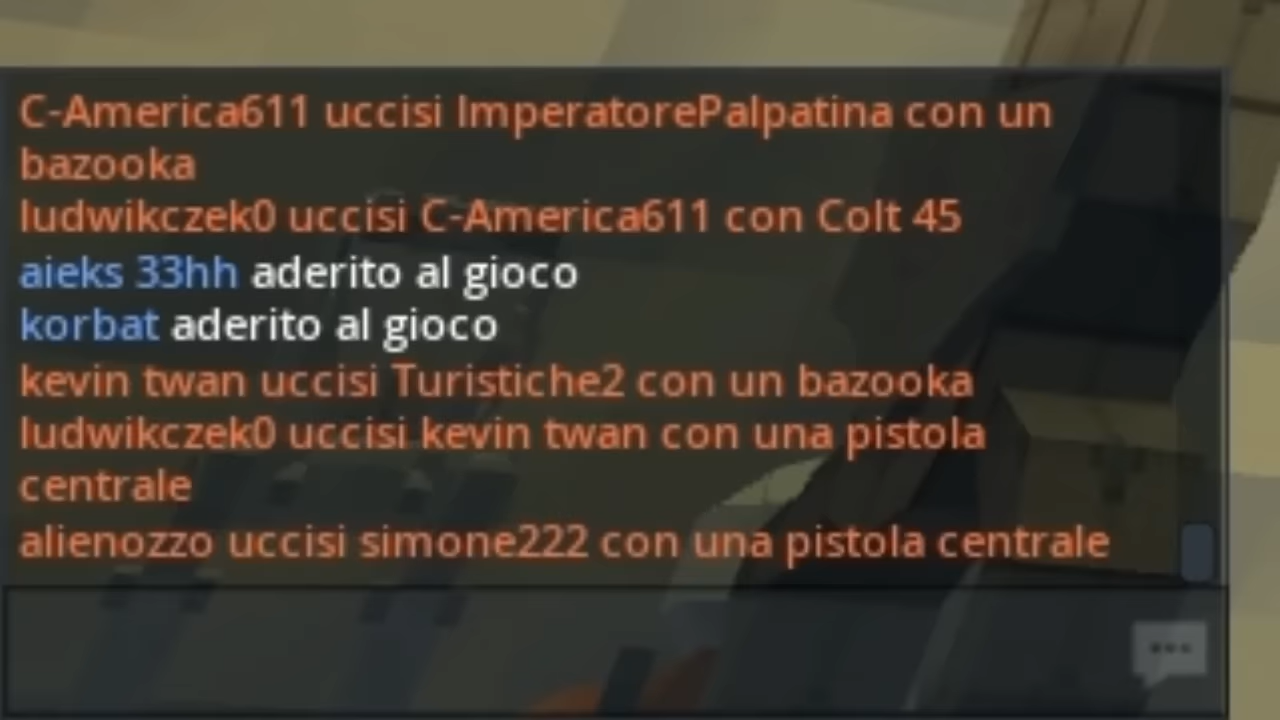 C-America611 uccisi ImperatorePalpatina con un
bazooka
ludwikczek0 uccisi C-America611 con Colt 45
aieks 33hh aderito al gioco
korbat aderito al gioco
kevin twan uccisi Turistiche2 con un bazooka
ludwikczek0 uccisi kevin twan con una pistola
centrale
alienozzo uccisi simone222 con una pistola centrale